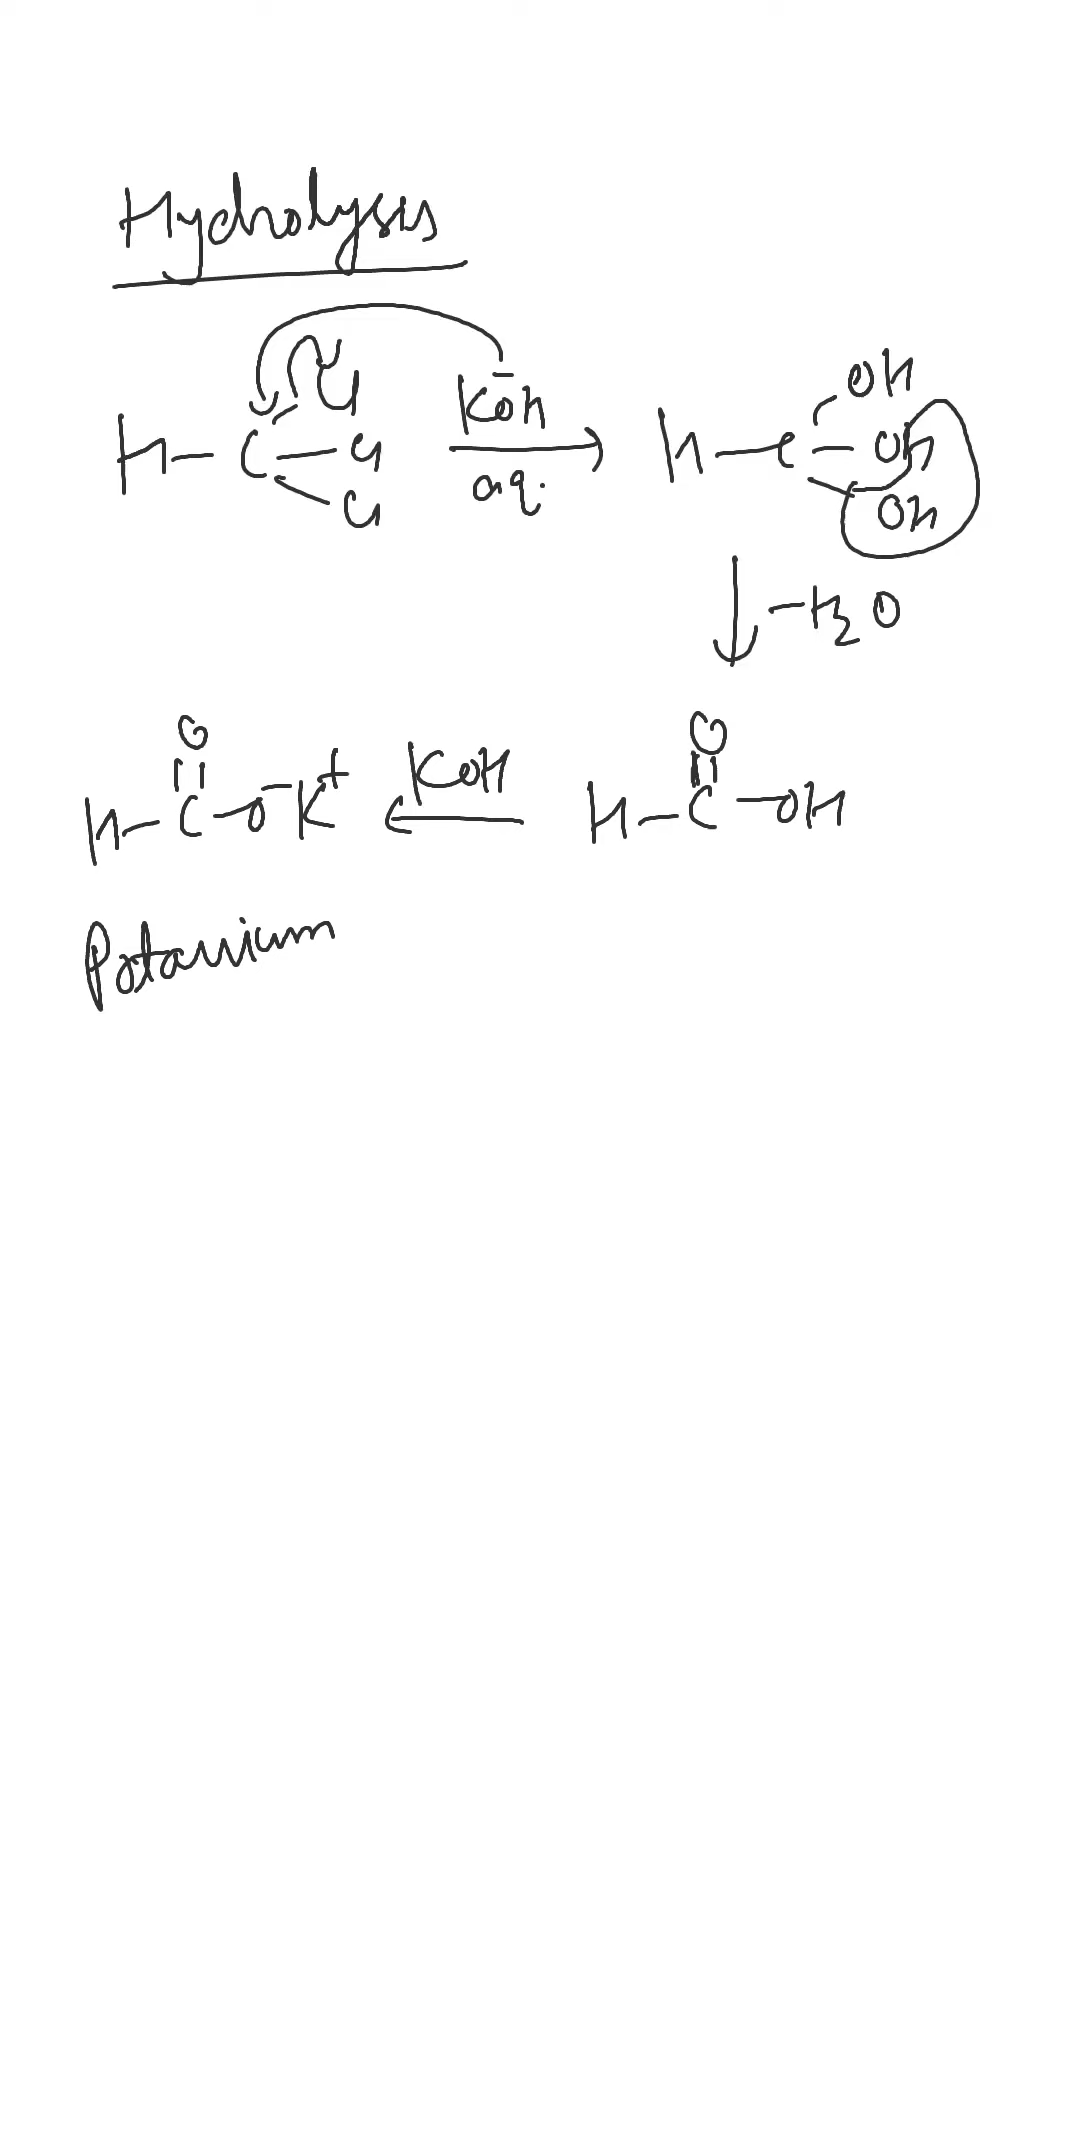 Hydrolysis
Cl
H-C-Cl
Cl
KOH
aq.
OH
H-C-OH
OH
-H2O
O
H-C-OH
KOH
O
H-C-O-K+
Potassium